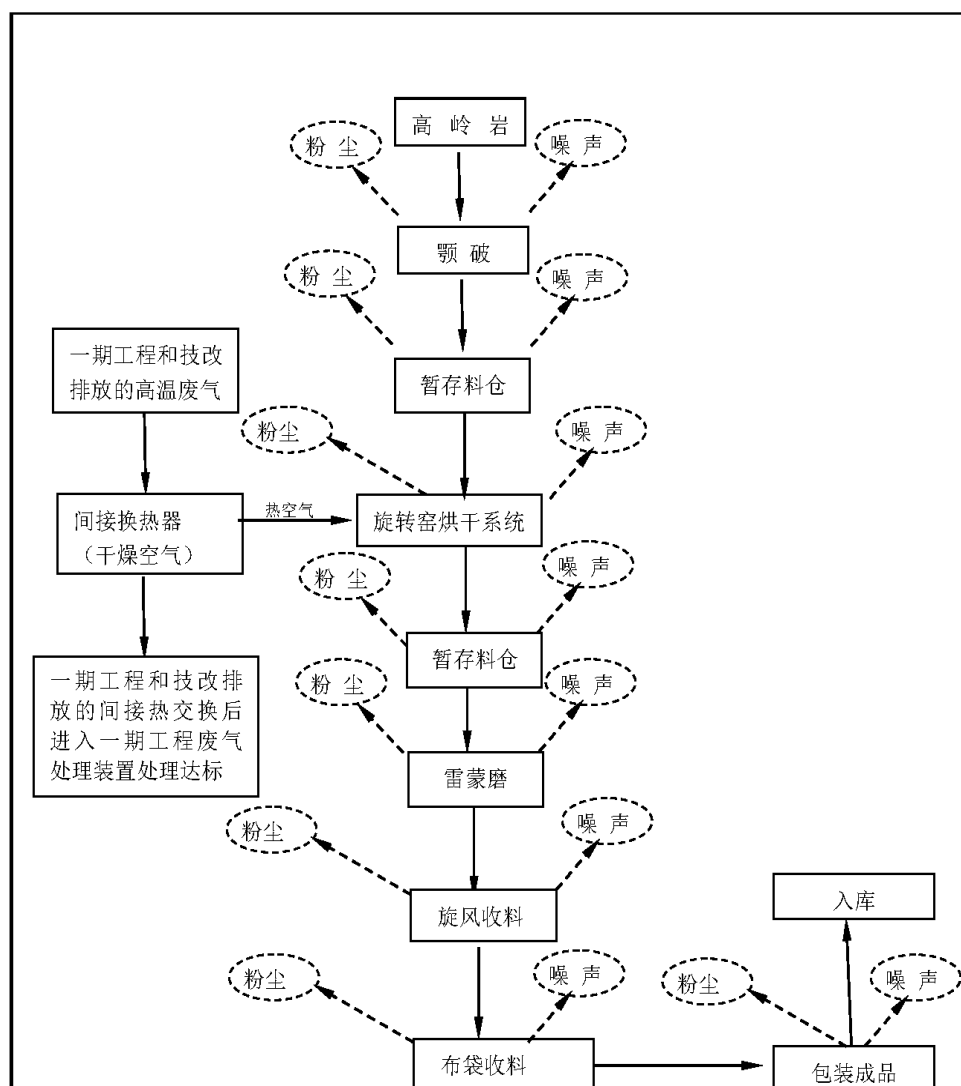 高 岭 岩
粉 尘
噪 声
颚 破
粉 尘
噪 声
一期工程和技改
排放的高温废气
暂存料仓
粉尘
噪 声
间接换热器
（干燥空气）
热空气
旋转窑烘干系统
粉 尘
噪 声
暂存料仓
一期工程和技改排
放的间接热交换后
进入一期工程废气
处理装置处理达标
粉 尘
噪 声
雷蒙磨
粉尘
噪 声
旋风收料
入库
粉尘
噪 声
粉尘
噪 声
布袋收料
包装成品